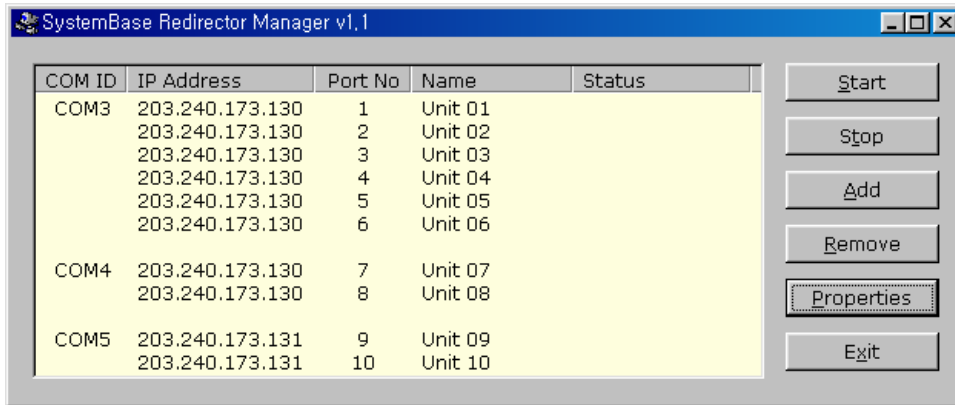 SystemBase Redirector Manager v1,1
COM ID IP Address Port No Name Status
COM3 203.240.173.130 1 Unit 01
203.240.173.130 2 Unit 02
203.240.173.130 3 Unit 03
203.240.173.130 4 Unit 04
203.240.173.130 5 Unit 05
203.240.173.130 6 Unit 06
COM4 203.240.173.130 7 Unit 07
203.240.173.130 8 Unit 08
COM5 203.240.173.131 9 Unit 09
203.240.173.131 10 Unit 10
Start
Stop
Add
Remove
Properties
Exit